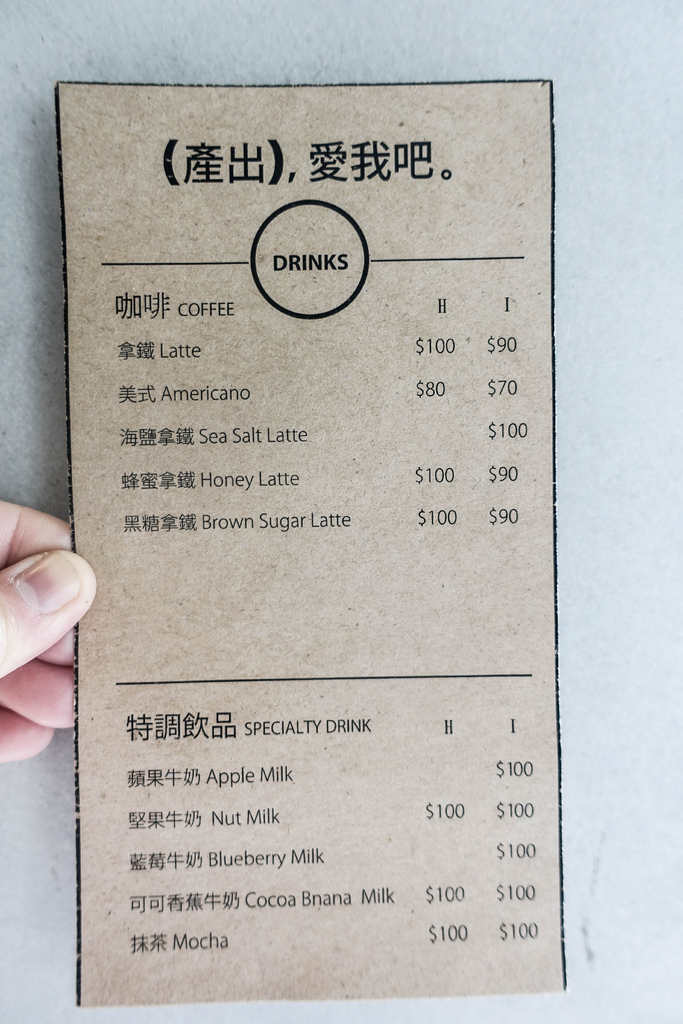 (產出), 愛我吧。
DRINKS
咖啡 COFFEE H I
拿鐵 Latte $100 $90
美式 Americano $80 $70
海鹽拿鐵 Sea Salt Latte $100
蜂蜜拿鐵 Honey Latte $100 $90
黑糖拿鐵 Brown Sugar Latte $100 $90
特調飲品 SPECIALTY DRINK H I
蘋果牛奶 Apple Milk $100
堅果牛奶 Nut Milk $100 $100
藍莓牛奶 Blueberry Milk $100
可可香蕉牛奶 Cocoa Bnana Milk $100 $100
抹茶 Mocha $100 $100